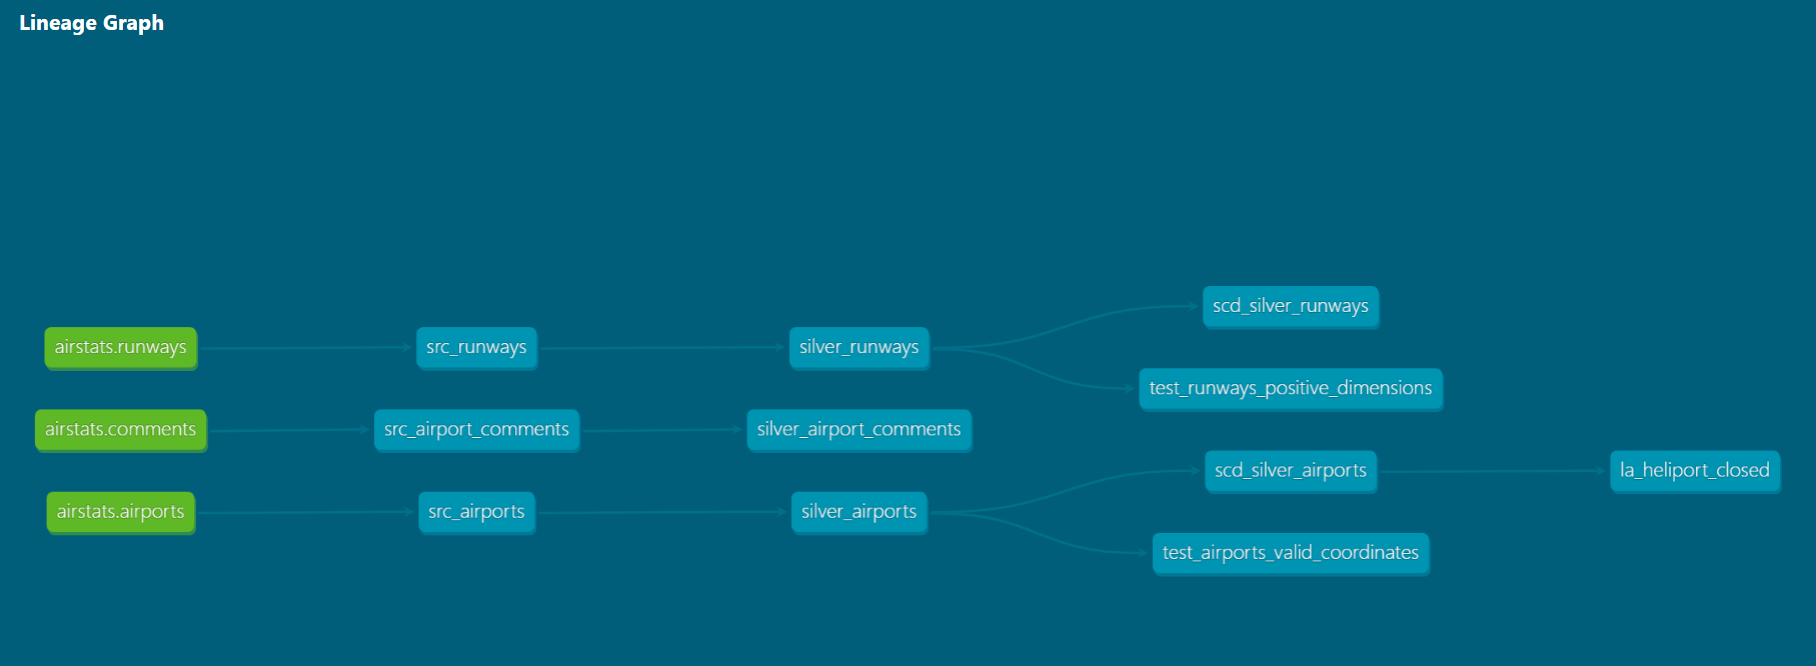 Lineage Graph
scd_silver_runways
airstats.runways
src_runways
silver_runways
test_runways_positive_dimensions
airstats.comments
src_airport_comments
silver_airport_comments
scd_silver_airports
la_heliport_closed
airstats.airports
src_airports
silver_airports
test_airports_valid_coordinates